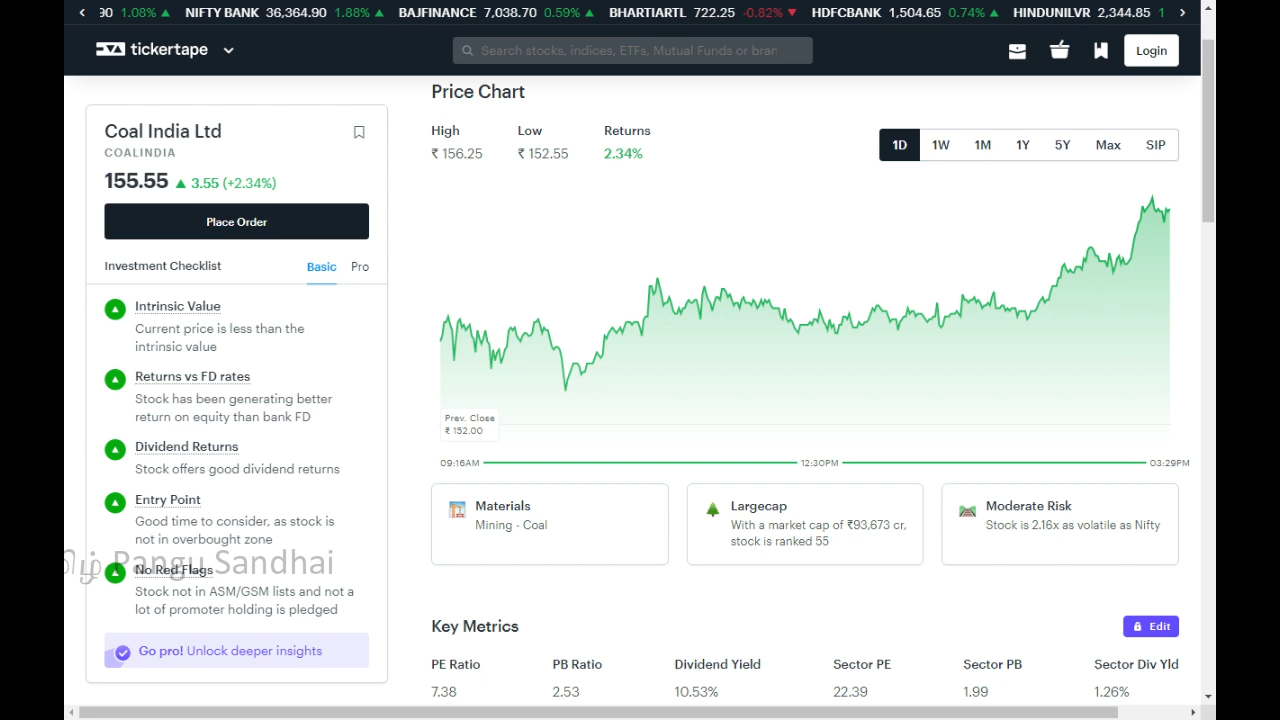 90 1.08% ▲ NIFTY BANK 36,364.90 1.88% ▲ BAJFINANCE 7,038.70 0.59% ▲ BHARTIARTL 722.25 -0.82% ▼ HDFCBANK 1,504.65 0.74% ▲ HINDUNILVR 2,344.85 1
tickertape
Search stocks, indices, ETFs, Mutual Funds or bran
Login
Coal India Ltd
COALINDIA
155.55 ▲ 3.55 (+2.34%)
Place Order
Investment Checklist Basic Pro
Intrinsic Value
Current price is less than the
intrinsic value
Returns vs FD rates
Stock has been generating better
return on equity than bank FD
Dividend Returns
Stock offers good dividend returns
Entry Point
Good time to consider, as stock is
not in overbought zone
No Red Flags
Stock not in ASM/GSM lists and not a
lot of promoter holding is pledged
Go pro! Unlock deeper insights
Pangu Sandhai
Price Chart
High Low Returns
₹ 156.25 ₹ 152.55 2.34%
1D 1W 1M 1Y 5Y Max SIP
Prev. Close
₹ 152.00
09:16AM 12:30PM 03:29PM
Materials
Mining - Coal
Largecap
With a market cap of ₹93,673 cr,
stock is ranked 55
Moderate Risk
Stock is 2.16x as volatile as Nifty
Key Metrics
Edit
PE Ratio PB Ratio Dividend Yield Sector PE Sector PB Sector Div Yld
7.38 2.53 10.53% 22.39 1.99 1.26%